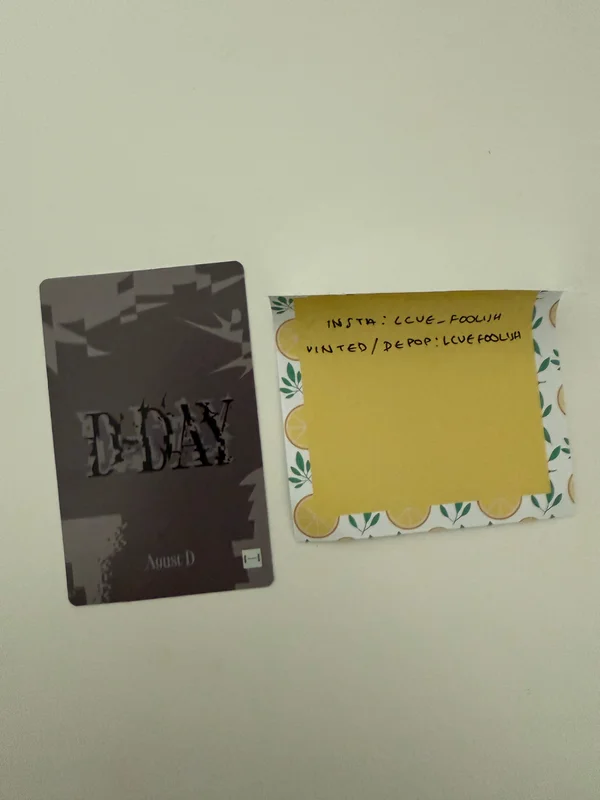 D-DAY
Agust D
INSTA: LCUE_FOOLISH
VINTED/DEPOP: LCUEFOOLISH